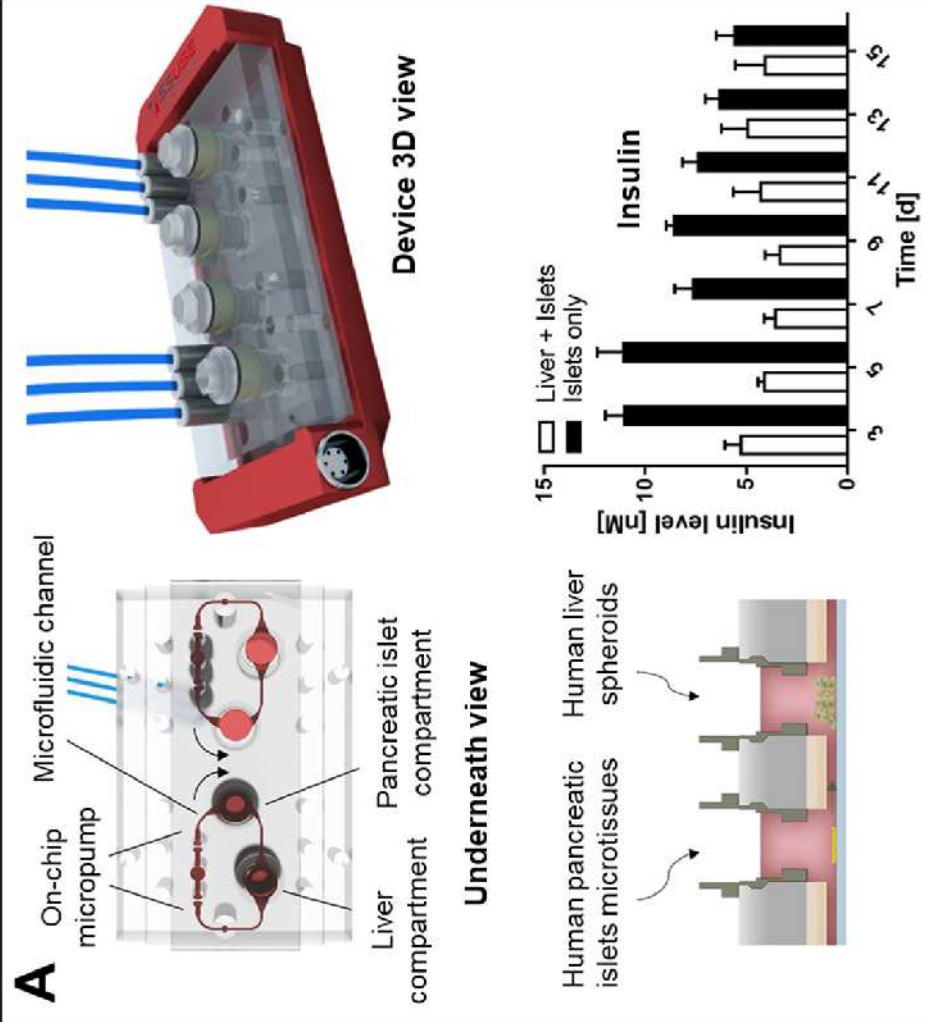 A
On-chip
micropump
Microfluidic channel
Liver
compartment
Pancreatic islet
compartment
Underneath view
TISSUSE
Device 3D view
Human pancreatic
islets microtissues
Human liver
spheroids
Insulin
Liver + Islets
Islets only
Insulin level [nM]
15
10
5
0
3
5
7
9
11
13
15
Time [d]